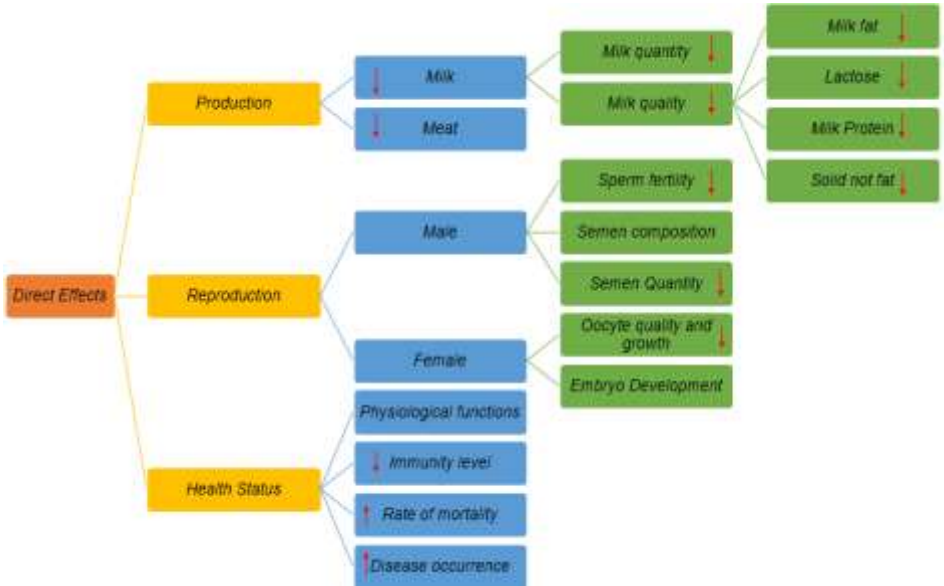 Direct Effects
Production
Milk
Milk quantity
Milk quality
Milk fat
Lactose
Milk Protein
Solid not fat
Meat
Reproduction
Male
Sperm fertility
Semen composition
Semen Quantity
Female
Oocyte quality and
growth
Embryo Development
Health Status
Physiological functions
Immunity level
Rate of mortality
Disease occurrence